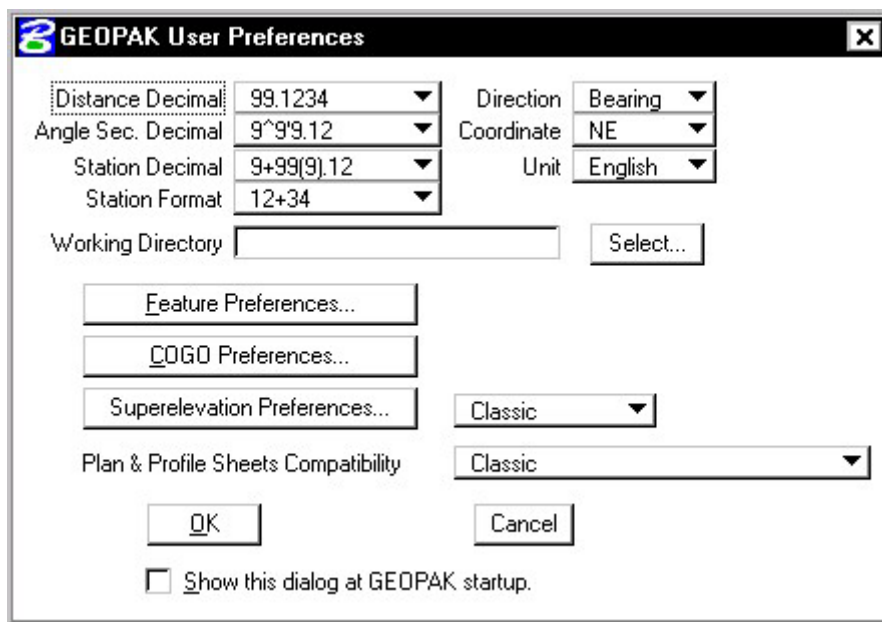 GEOPAK User Preferences
Distance Decimal 99.1234 Direction Bearing
Angle Sec. Decimal 9^9'9.12 Coordinate NE
Station Decimal 9+99(9).12 Unit English
Station Format 12+34
Working Directory Select...
Feature Preferences...
COGO Preferences...
Superelevation Preferences... Classic
Plan & Profile Sheets Compatibility Classic
OK Cancel
Show this dialog at GEOPAK startup.